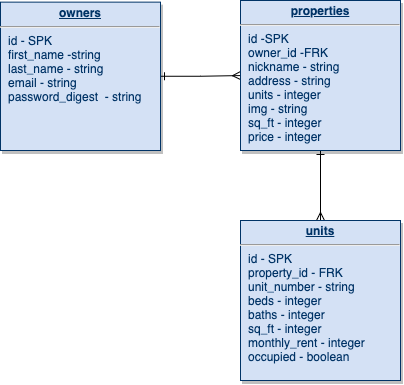 owners
id - SPK
first_name -string
last_name - string
email - string
password_digest - string
properties
id -SPK
owner_id -FRK
nickname - string
address - string
units - integer
img - string
sq_ft - integer
price - integer
units
id - SPK
property_id - FRK
unit_number - string
beds - integer
baths - integer
sq_ft - integer
monthly_rent - integer
occupied - boolean